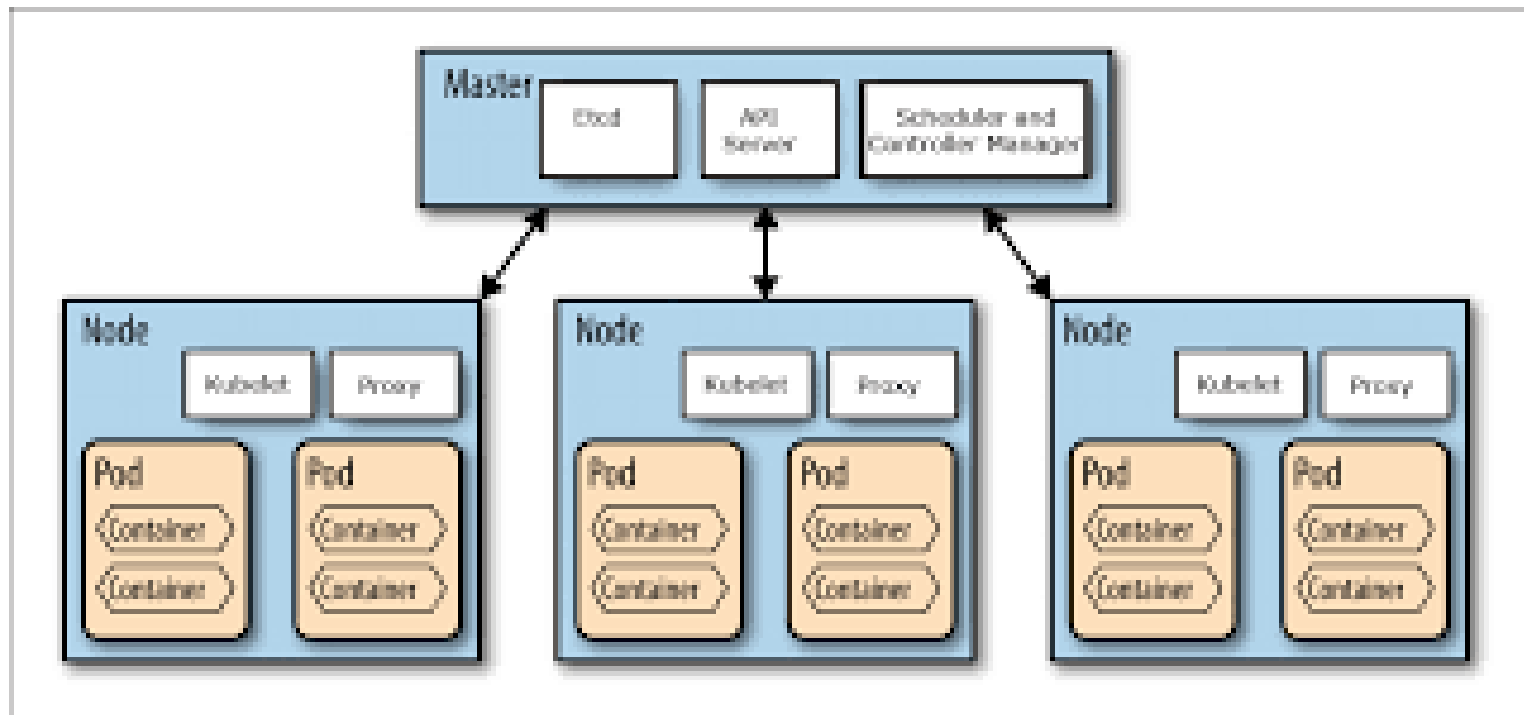 Master
Etcd
API
Server
Scheduler and
Controller Manager
Node
Kubelet
Proxy
Pod
Container
Container
Pod
Container
Container
Node
Kubelet
Proxy
Pod
Container
Container
Pod
Container
Container
Node
Kubelet
Proxy
Pod
Container
Container
Pod
Container
Container